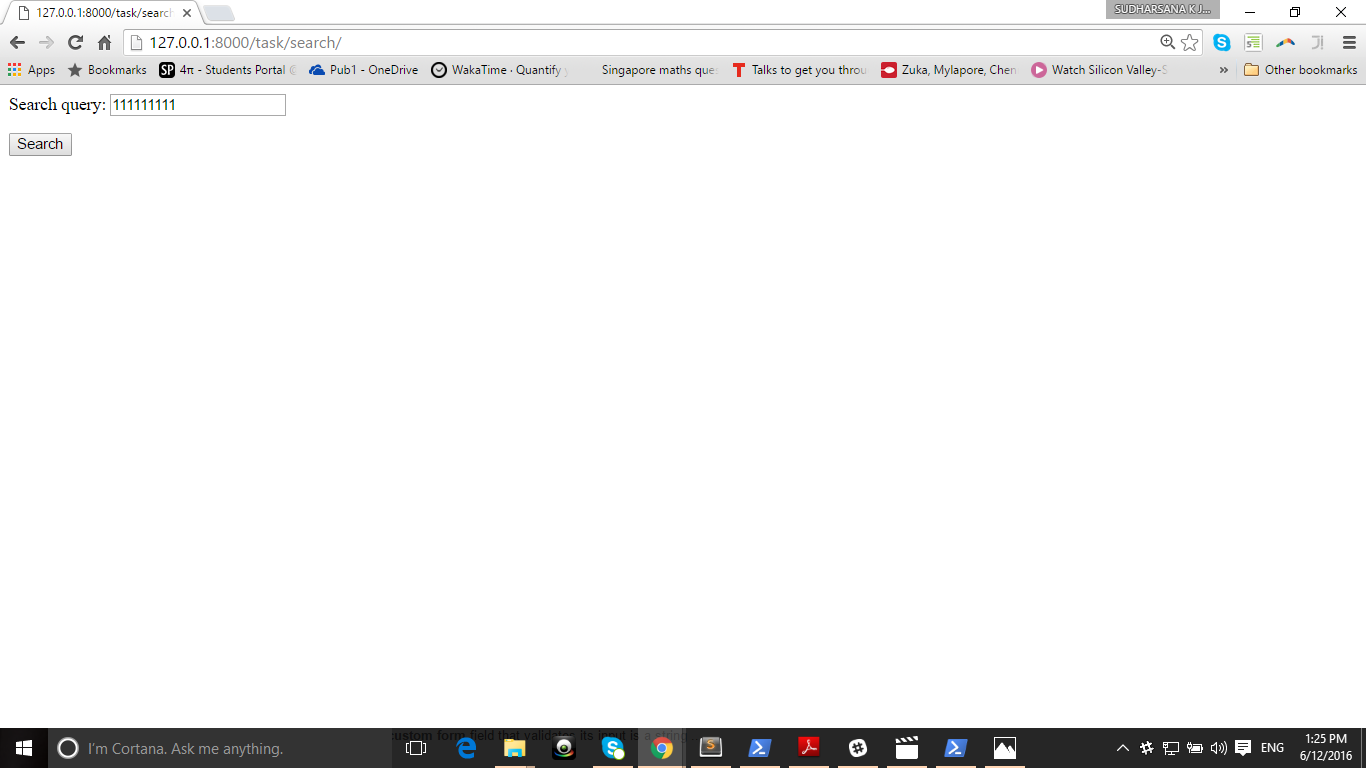 127.0.0.1:8000/task/search
SUDHARSANA K J...
127.0.0.1:8000/task/search/
Apps Bookmarks SP 4π - Students Portal Pub1 - OneDrive WakaTime · Quantify Singapore maths que T Talks to get you throu Zuka, Mylapore, Chen Watch Silicon Valley-S » Other bookmarks
Search query: 111111111
Search
custom form field that validates its input is a string
I'm Cortana. Ask me anything.
ENG
1:25 PM
6/12/2016